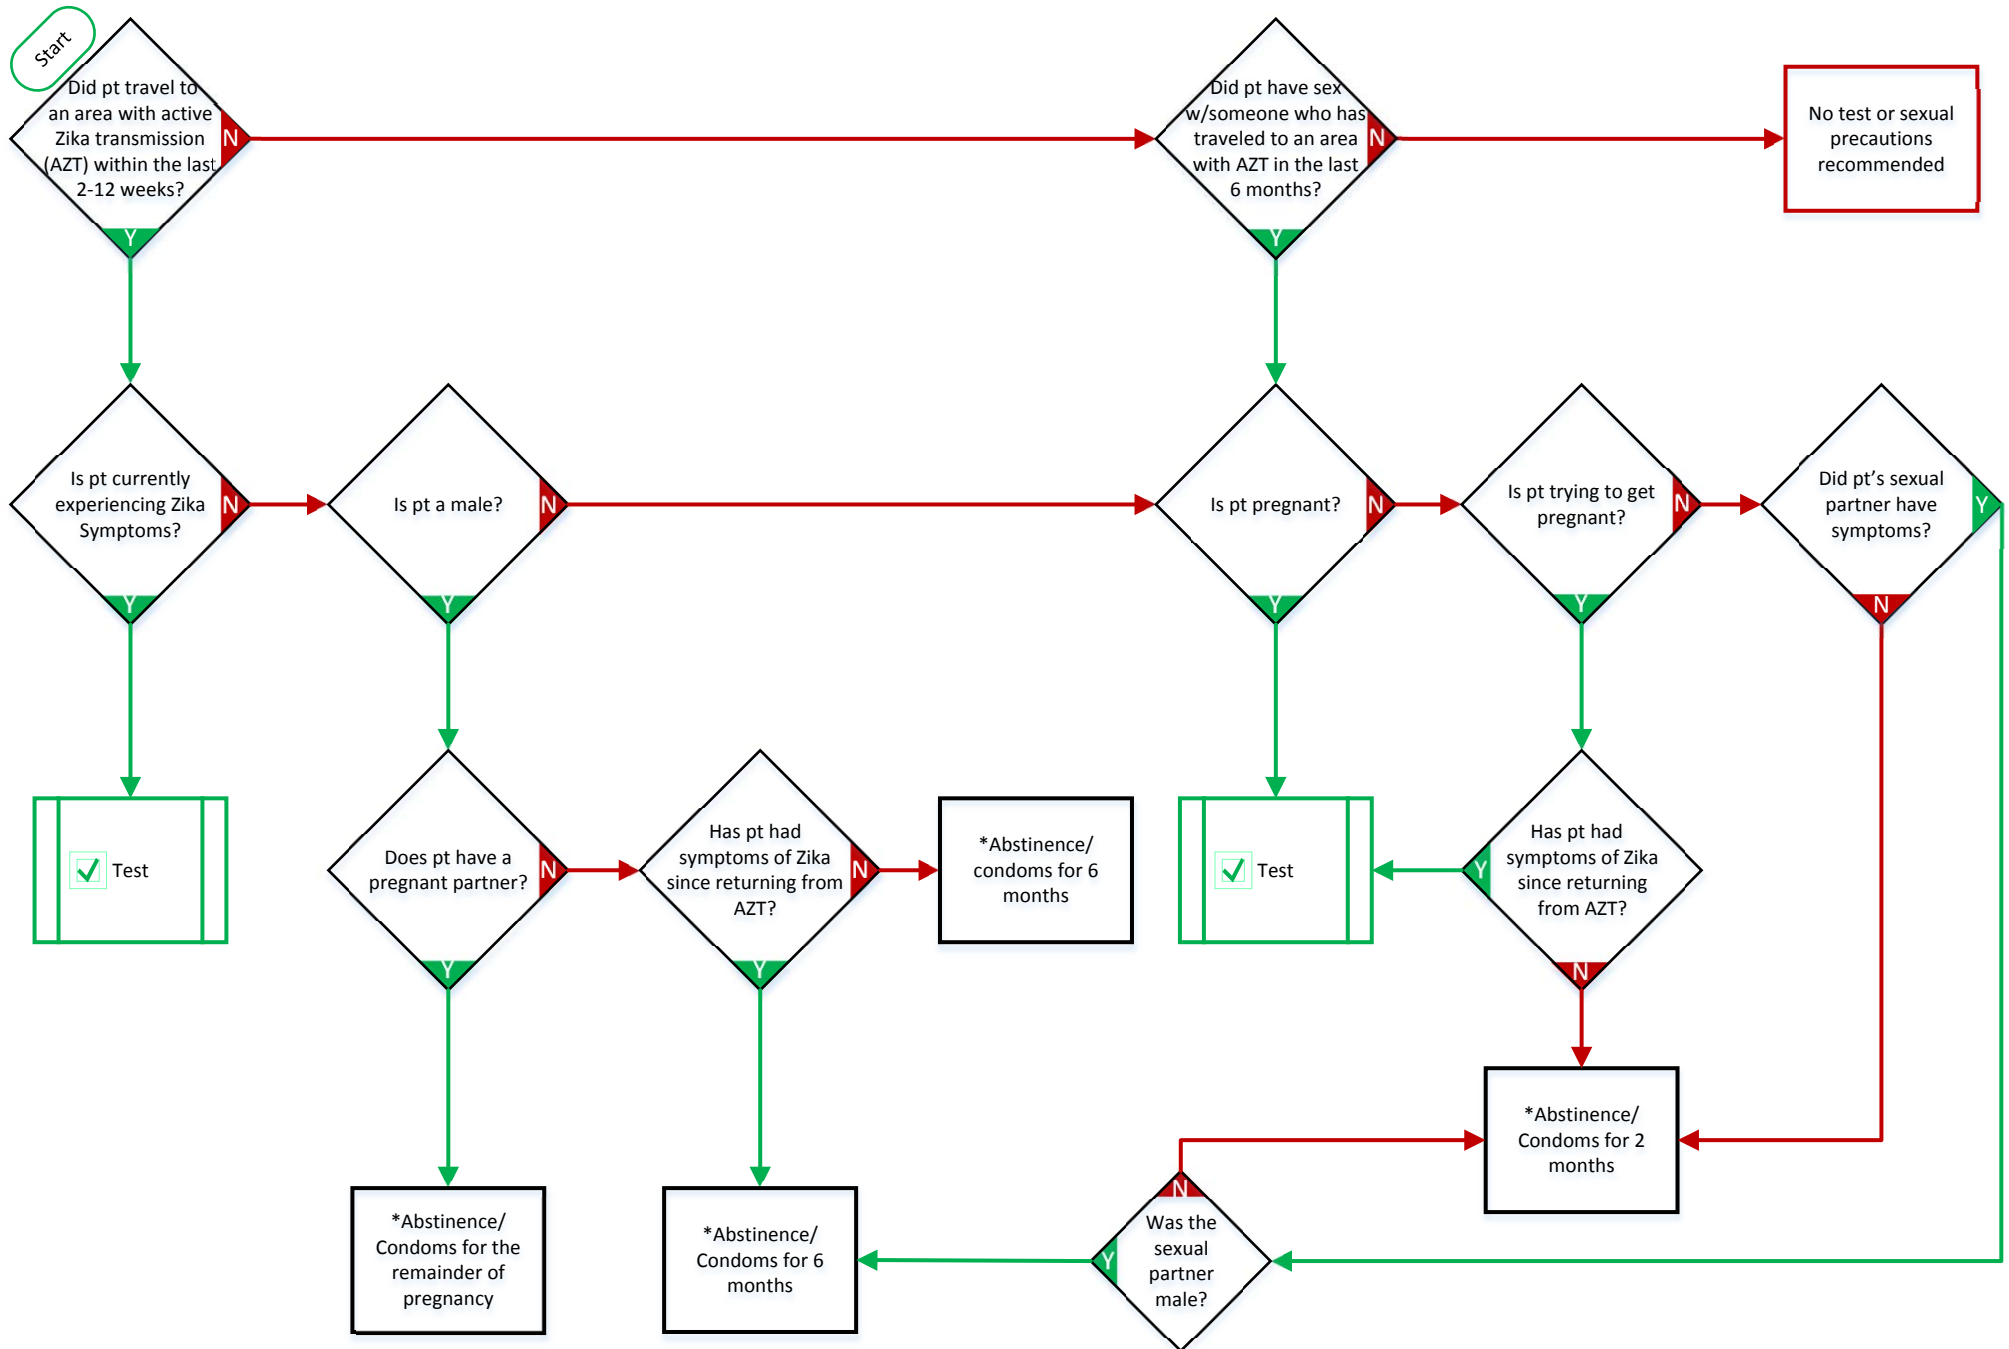 Start
Did pt travel to
an area with active
Zika transmission
(AZT) within the last
2-12 weeks?
N
Y
Did pt have sex
w/someone who has
traveled to an area
with AZT in the last
6 months?
N
Y
No test or sexual
precautions
recommended
Is pt currently
experiencing Zika
Symptoms?
N
Y
Is pt a male?
N
Y
Is pt pregnant?
N
Y
Is pt trying to get
pregnant?
N
Y
Did pt's sexual
partner have
symptoms?
Y
N
Test
Does pt have a
pregnant partner?
N
Y
Has pt had
symptoms of Zika
since returning from
AZT?
N
Y
*Abstinence/
condoms for 6
months
Test
Has pt had
symptoms of Zika
since returning
from AZT?
Y
N
*Abstinence/
Condoms for the
remainder of
pregnancy
*Abstinence/
Condoms for 6
months
N
Was the
sexual
partner
male?
Y
*Abstinence/
Condoms for 2
months